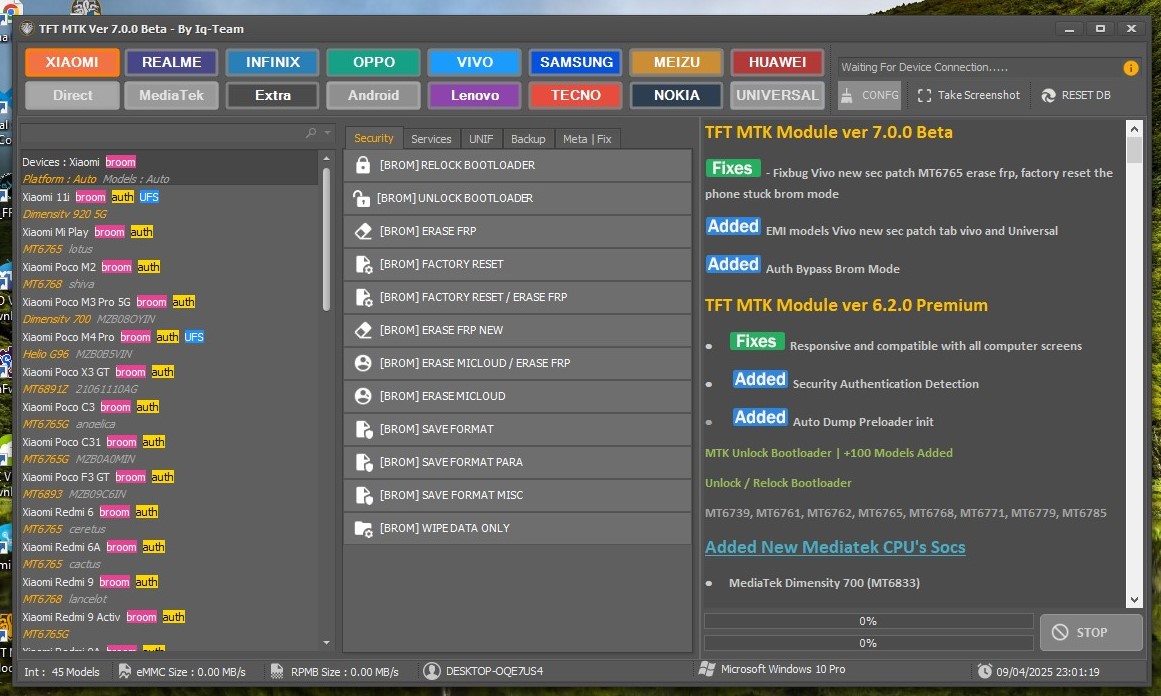 TFT MTK Ver 7.0.0 Beta - By Iq-Team
XIAOMI
REALME
INFINIX
OPPO
VIVO
SAMSUNG
MEIZU
HUAWEI
Direct
MediaTek
Extra
Android
Lenovo
TECNO
NOKIA
UNIVERSAL
Waiting For Device Connection.....
CONFG
Take Screenshot
RESET DB
Devices : Xiaomi broom
Platform : Auto Models : Auto
Xiaomi 11i broom auth UFS
Dimensity 920 5G
Xiaomi Mi Play broom auth
MT6765 lotus
Xiaomi Poco M2 broom auth
MT6768 shiva
Xiaomi Poco M3 Pro 5G broom auth
Dimensity 700 MZB08OYIN
Xiaomi Poco M4 Pro broom auth UFS
Helio G96 MZB0B5VIN
Xiaomi Poco X3 GT broom auth
MT6891Z 21061110AG
Xiaomi Poco C3 broom auth
MT6765G angelica
Xiaomi Poco C31 broom auth
MT6765G MZB0A0MIN
Xiaomi Poco F3 GT broom auth
MT6893 MZB09C6IN
Xiaomi Redmi 6 broom auth
MT6765 ceretus
Xiaomi Redmi 6A broom auth
MT6765 cactus
Xiaomi Redmi 9 broom auth
MT6768 lancelot
Xiaomi Redmi 9 Activ broom auth
MT6765G
Security
Services
UNIF
Backup
Meta | Fix
[BROM] RELOCK BOOTLOADER
[BROM] UNLOCK BOOTLOADER
[BROM] ERASE FRP
[BROM] FACTORY RESET
[BROM] FACTORY RESET / ERASE FRP
[BROM] ERASE FRP NEW
[BROM] ERASE MICLOUD / ERASE FRP
[BROM] ERASE MICLOUD
[BROM] SAVE FORMAT
[BROM] SAVE FORMAT PARA
[BROM] SAVE FORMAT MISC
[BROM] WIPE DATA ONLY
TFT MTK Module ver 7.0.0 Beta
Fixes - Fixbug Vivo new sec patch MT6765 erase frp, factory reset the
phone stuck brom mode
Added EMI models Vivo new sec patch tab vivo and Universal
Added Auth Bypass Brom Mode
TFT MTK Module ver 6.2.0 Premium
• Fixes Responsive and compatible with all computer screens
• Added Security Authentication Detection
• Added Auto Dump Preloader init
MTK Unlock Bootloader | +100 Models Added
Unlock / Relock Bootloader
MT6739, MT6761, MT6762, MT6765, MT6768, MT6771, MT6779, MT6785
Added New Mediatek CPU's Socs
• MediaTek Dimensity 700 (MT6833)
0%
0%
STOP
Int : 45 Models
eMMC Size : 0.00 MB/s
RPMB Size : 0.00 MB/s
DESKTOP-OQE7US4
Microsoft Windows 10 Pro
09/04/2025 23:01:19